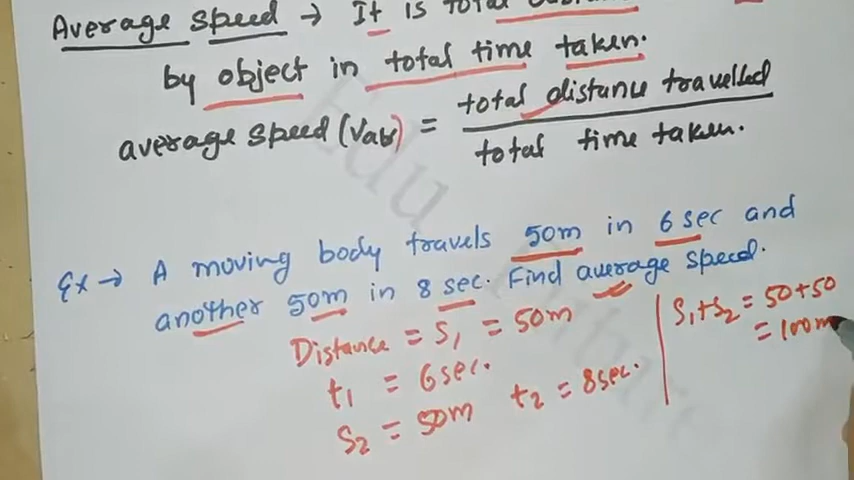 Average speed → It is total
by object in total time taken.
average speed (Vav) = total distance travelled
total time taken.
Ex → A moving body travels 50m in 6 sec and
another 50m in 8 sec. Find average speed.
Distance = S1 = 50m
t1 = 6sec.
S2 = 50m t2 = 8sec.
S1+S2 = 50+50
= 100m
Edu